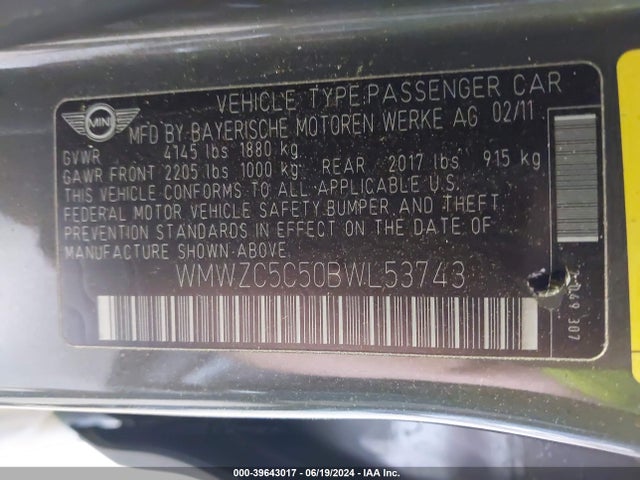 MINI
VEHICLE TYPE:PASSENGER CAR
MFD BY BAYERISCHE MOTOREN WERKE AG 02/11
GVWR 4145 lbs 1880 kg
GAWR FRONT 2205 lbs 1000 kg REAR 2017 lbs 915 kg
THIS VEHICLE CONFORMS TO ALL APPLICABLE U.S.
FEDERAL MOTOR VEHICLE SAFETY,BUMPER, AND THEFT
PREVENTION STANDARDS IN EFFECT ON THE DATE OF
MANUFACTURE SHOWN ABOVE.
WMWZC5C50BWL53743
307
000-39643017 - 06/19/2024 - IAA Inc.